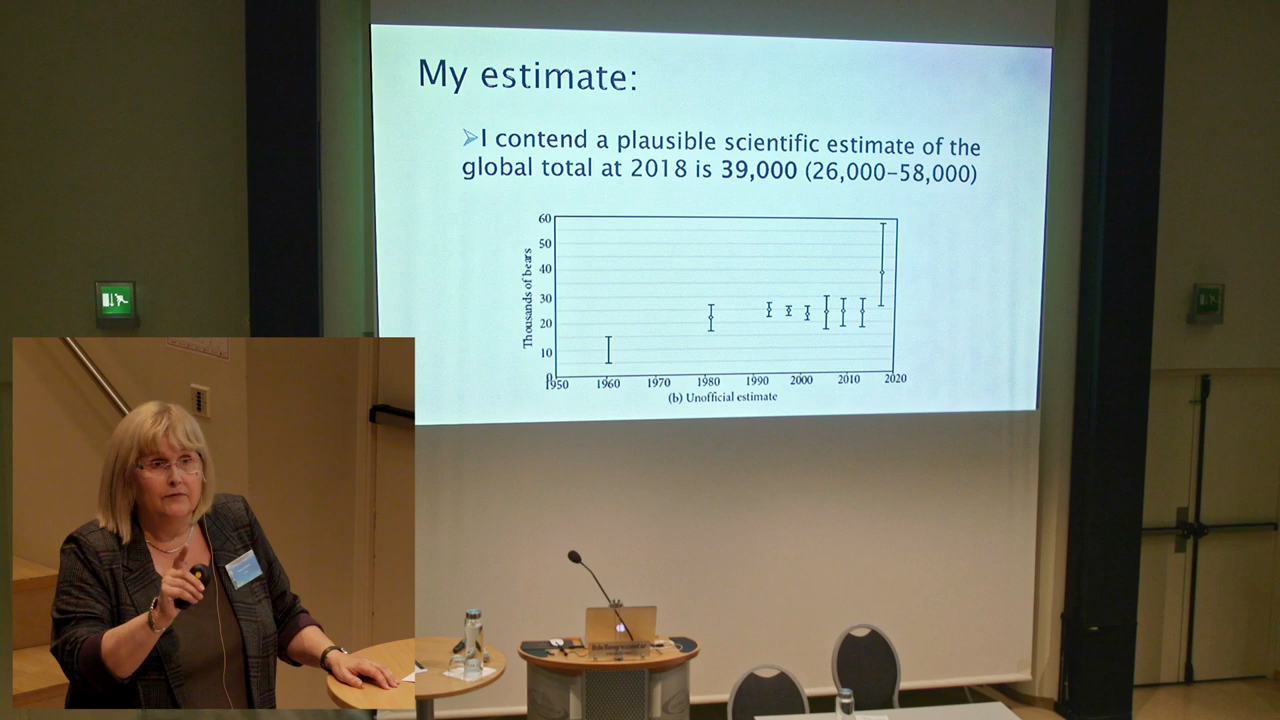 My estimate:
➢I contend a plausible scientific estimate of the
global total at 2018 is 39,000 (26,000–58,000)
Thousands of bears
60
50
40
30
20
10
0
1950 1960 1970 1980 1990 2000 2010 2020
(b) Unofficial estimate